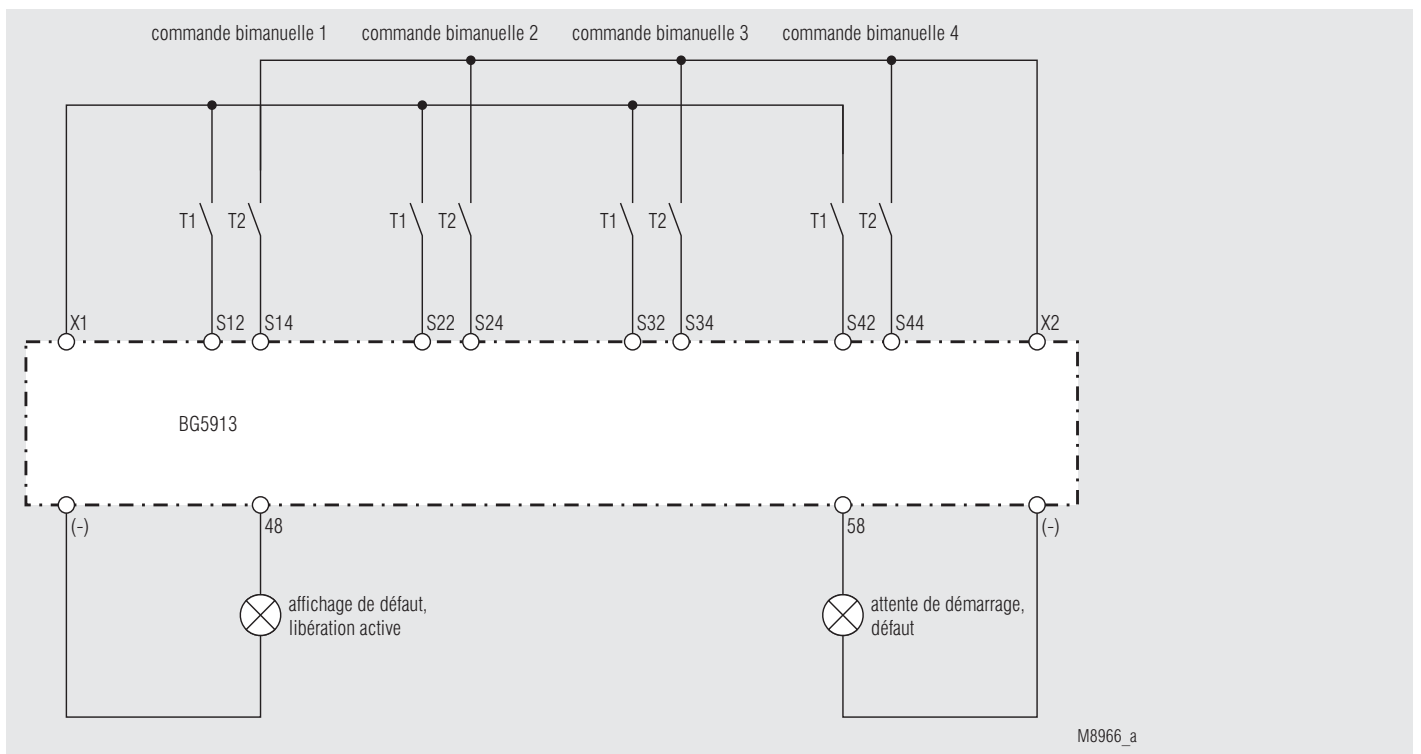 commande bimanuelle 1 commande bimanuelle 2 commande bimanuelle 3 commande bimanuelle 4
T1 T2 T1 T2 T1 T2 T1 T2
X1 S12 S14 S22 S24 S32 S34 S42 S44 X2
BG5913
(-) 48 58 (-)
affichage de défaut,
libération active
attente de démarrage,
défaut
M8966_a